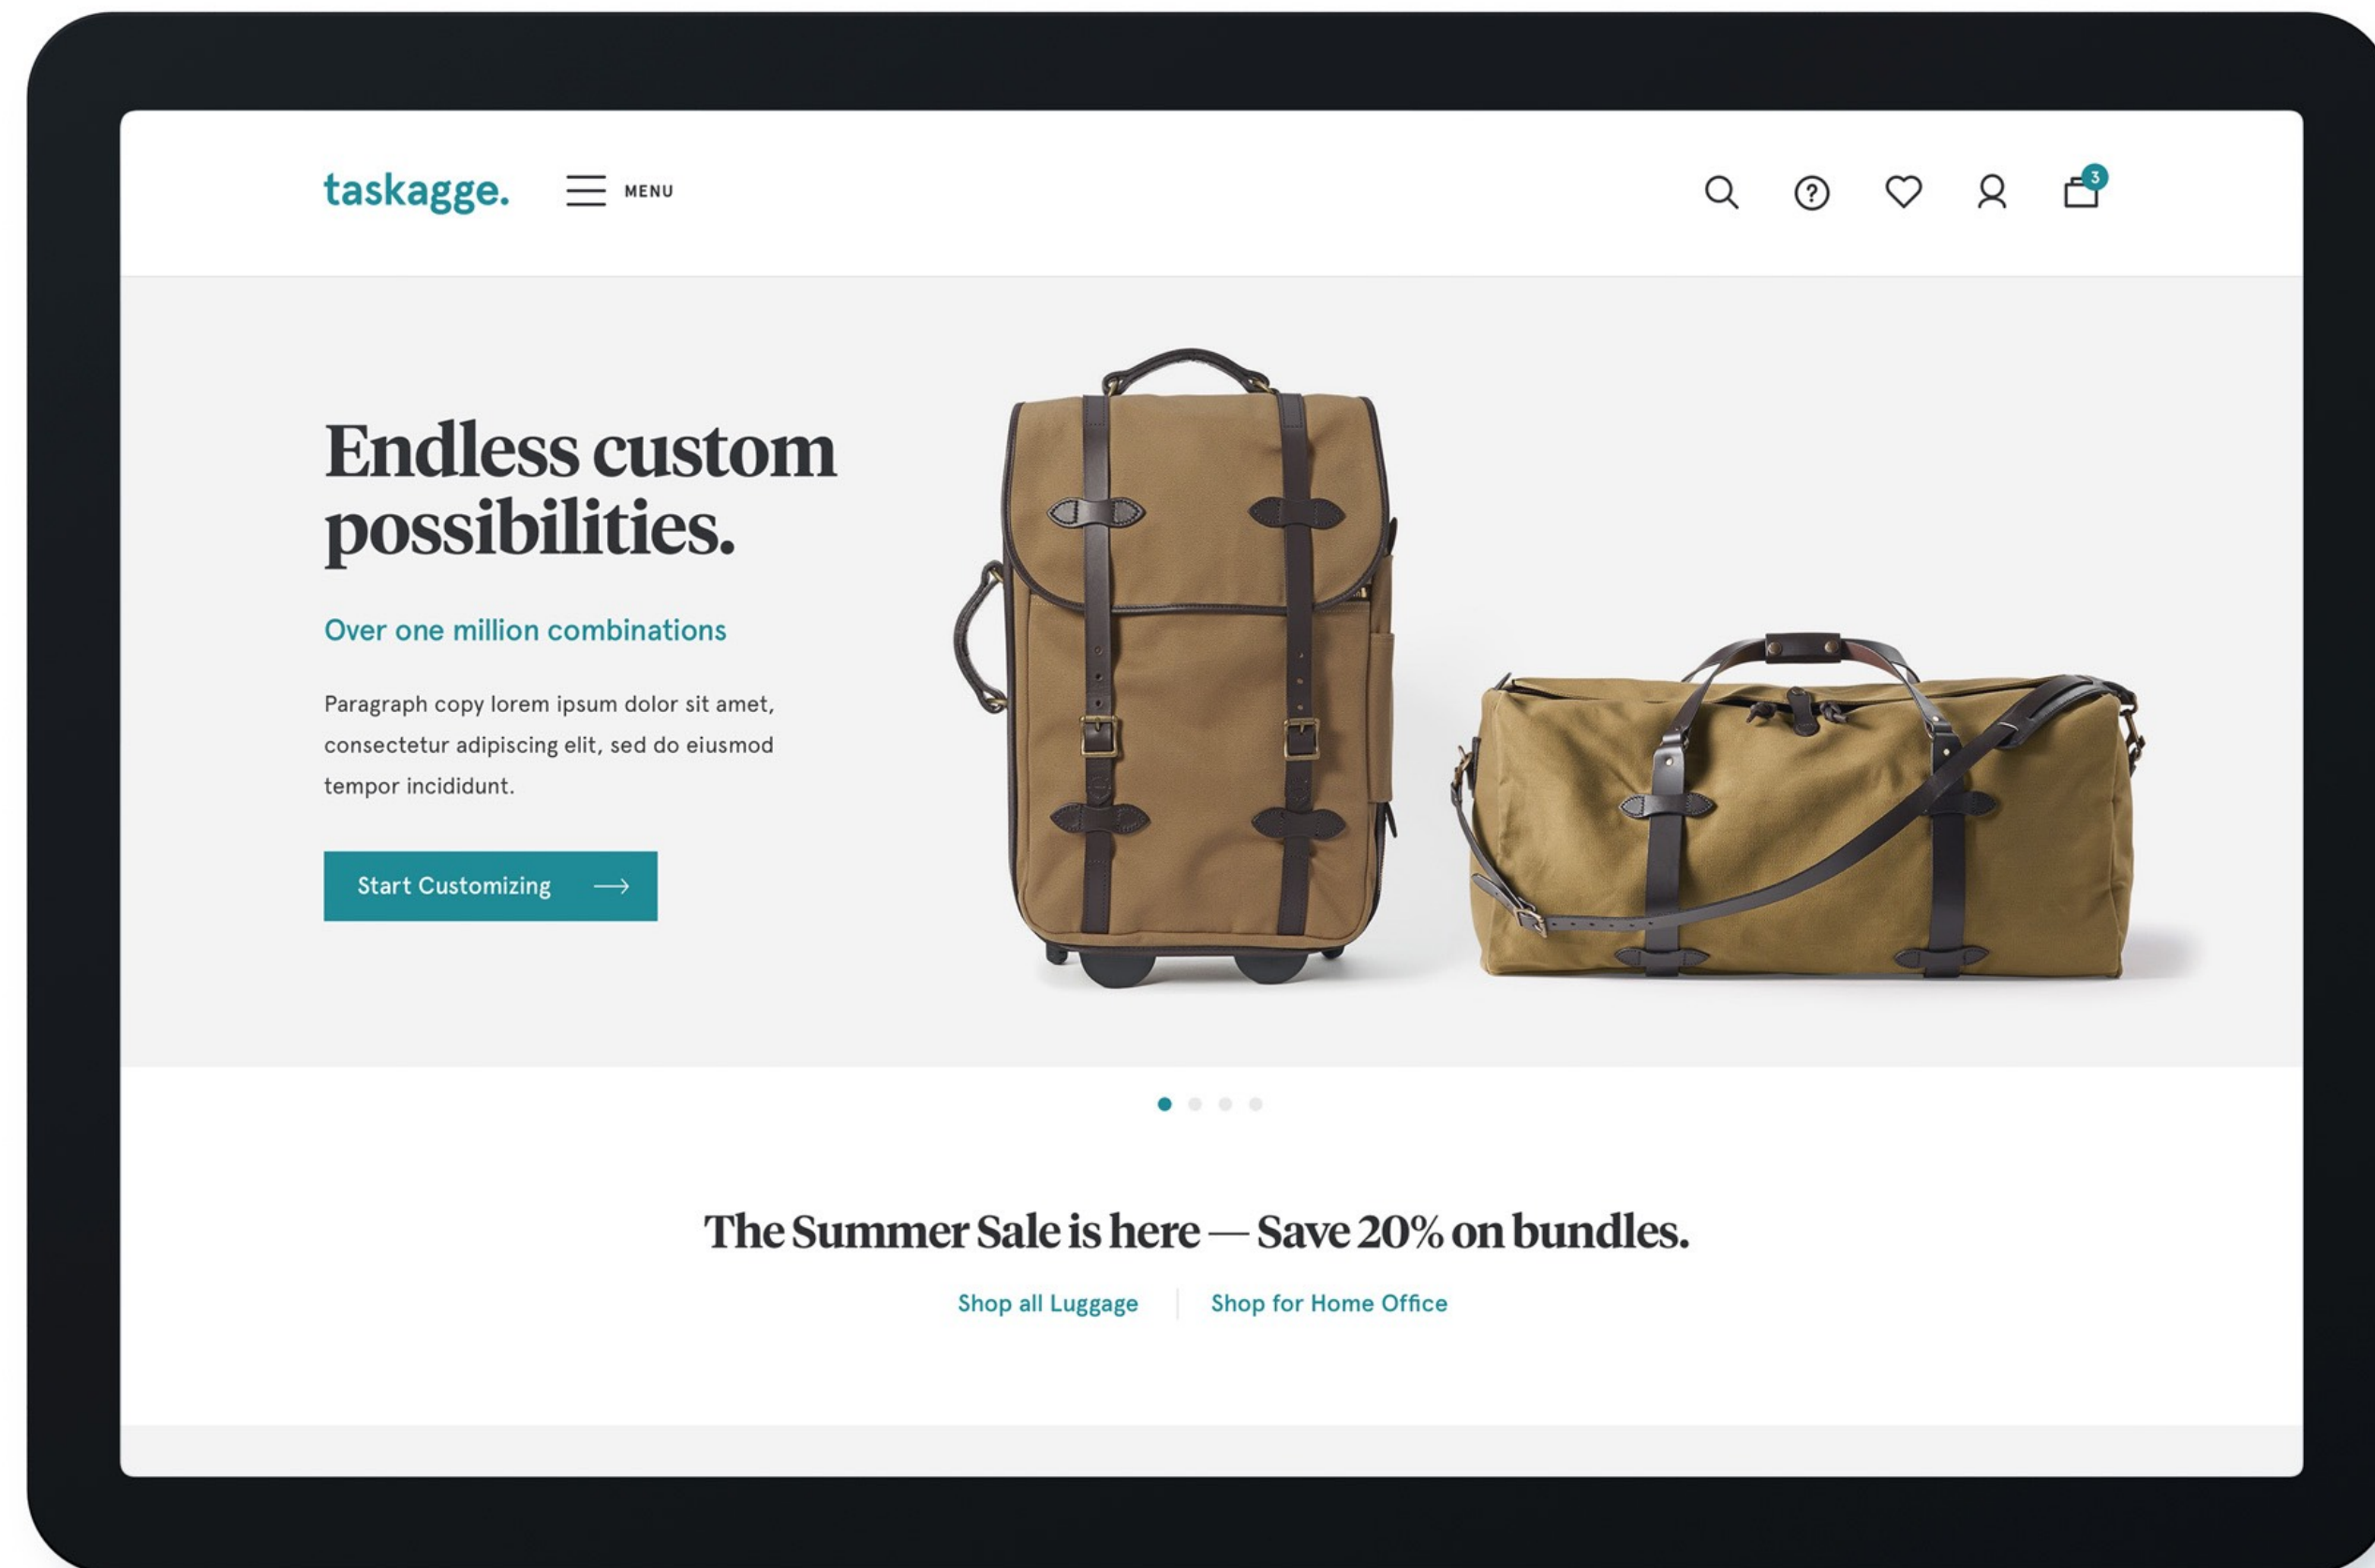 taskagge.
MENU
3
Endless custom
possibilities.
Over one million combinations
Paragraph copy lorem ipsum dolor sit amet,
consectetur adipiscing elit, sed do eiusmod
tempor incididunt.
Start Customizing
The Summer Sale is here — Save 20% on bundles.
Shop all Luggage
Shop for Home Office